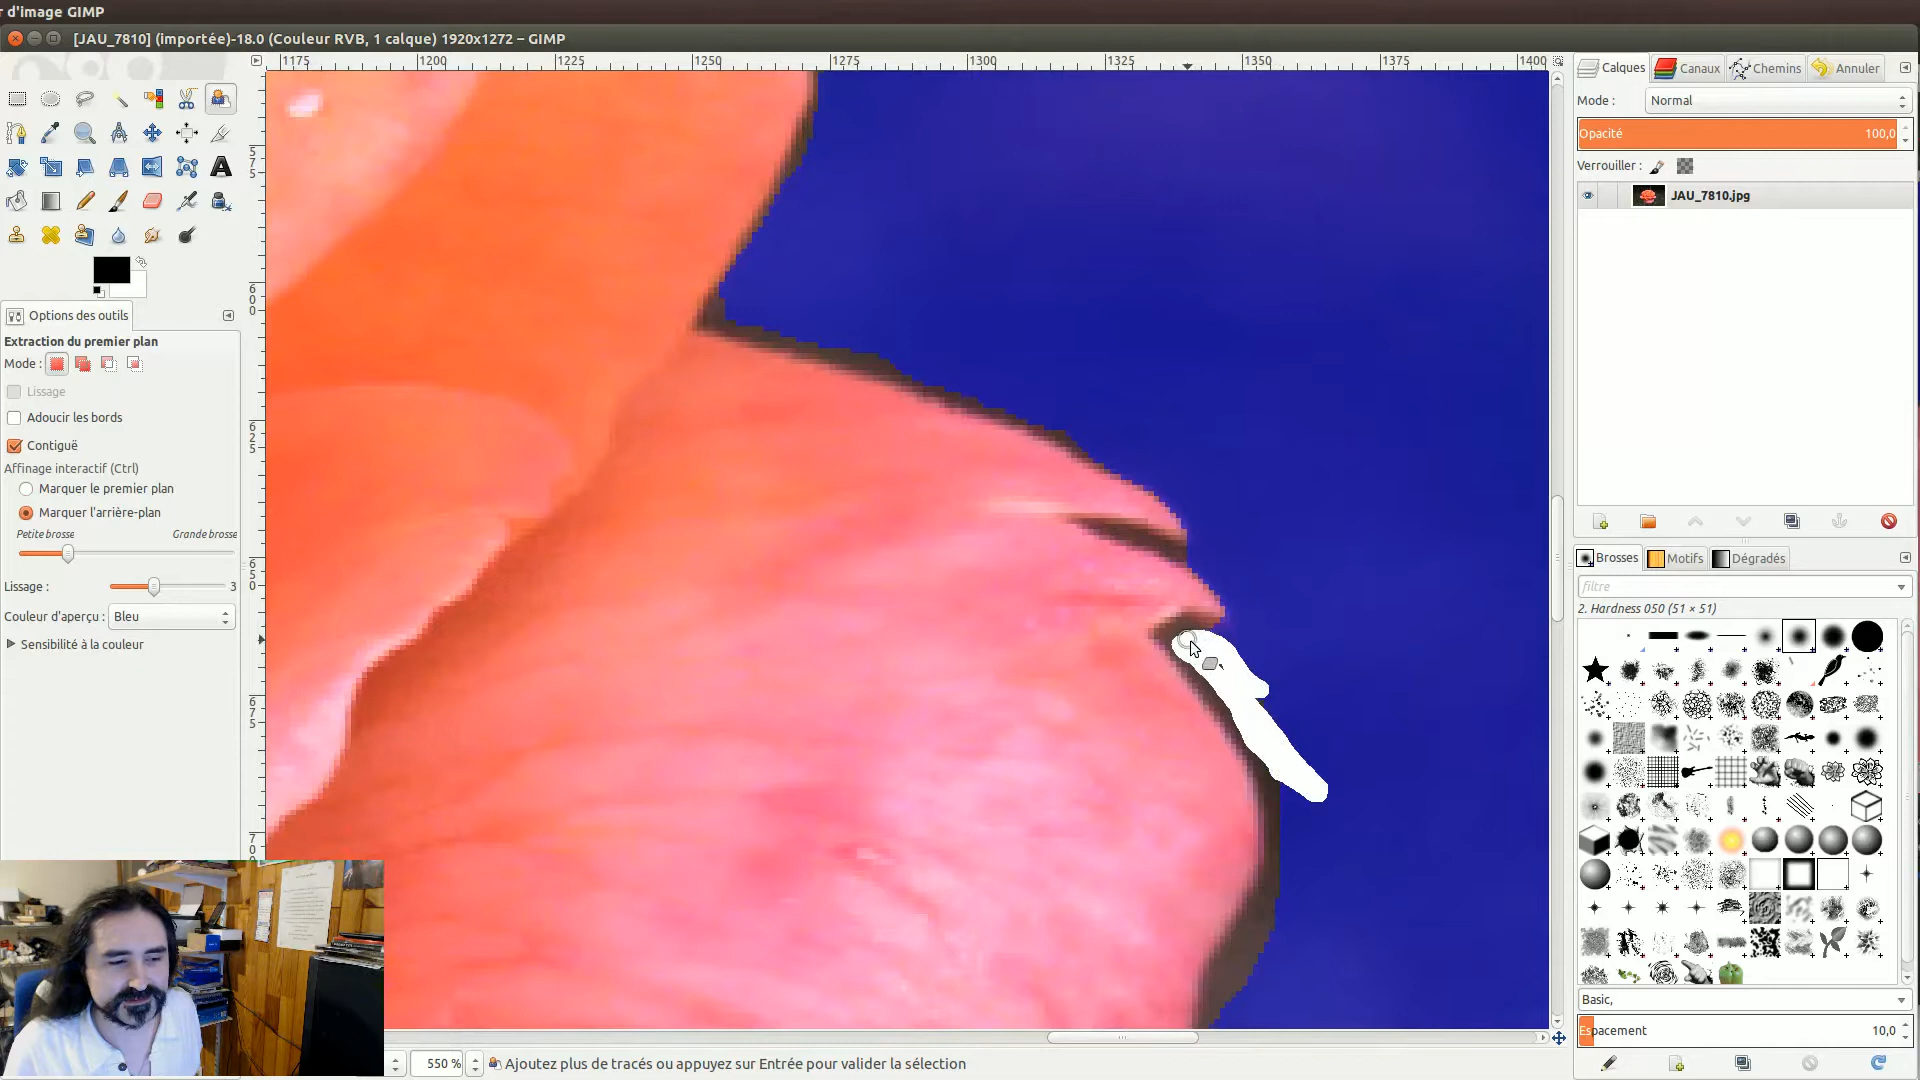 r d'image GIMP
[JAU_7810] (importée)-18.0 (Couleur RVB, 1 calque) 1920x1272 – GIMP
1175 1200 1225 1250 1275 1300 1325 1350 1375 1400
Calques Canaux Chemins Annuler
Mode : Normal
Opacité 100,0
Verrouiller :
JAU_7810.jpg
575
600
625
650
675
Options des outils
Extraction du premier plan
Mode :
Lissage
Adoucir les bords
Contiguë
Affinage interactif (Ctrl)
Marquer le premier plan
Marquer l'arrière-plan
Petite brosse Grande brosse
Lissage : 3
Couleur d'aperçu : Bleu
Sensibilité à la couleur
Brosses Motifs Dégradés
filtre
2. Hardness 050 (51 × 51)
Basic,
Espacement 10,0
550 % Ajoutez plus de tracés ou appuyez sur Entrée pour valider la sélection